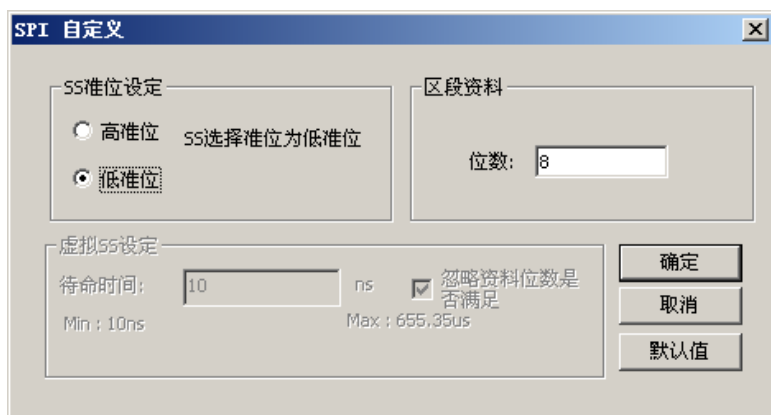 SPI 自定义
SS准位设定
高准位
SS选择准位为低准位
低准位
区段资料
位数: 8
虚拟SS设定
待命时间: 10 ns
忽略资料位数是
否满足
Min : 10ns
Max : 655.35us
确定
取消
默认值